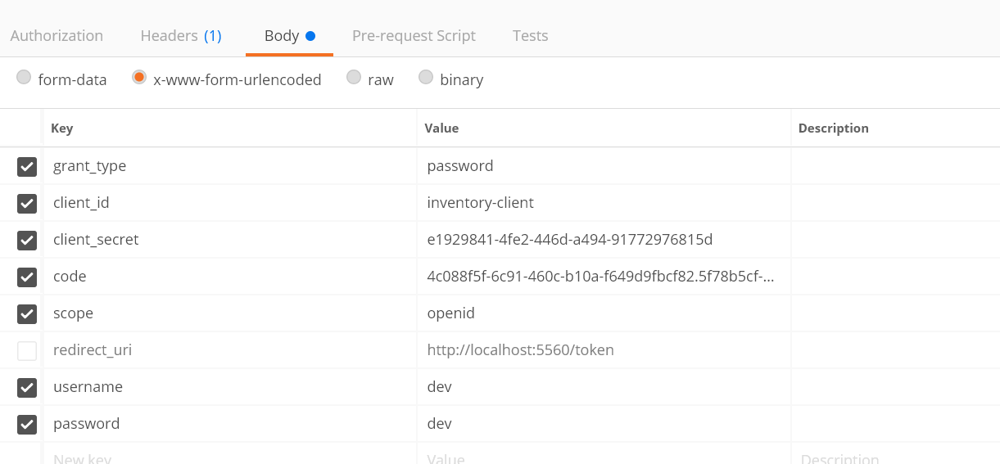 Authorization Headers (1) Body Pre-request Script Tests
form-data x-www-form-urlencoded raw binary
Key Value Description
grant_type password
client_id inventory-client
client_secret e1929841-4fe2-446d-a494-91772976815d
code 4c088f5f-6c91-460c-b10a-f649d9fbcf82.5f78b5cf-...
scope openid
redirect_uri http://localhost:5560/token
username dev
password dev
New key Value Description